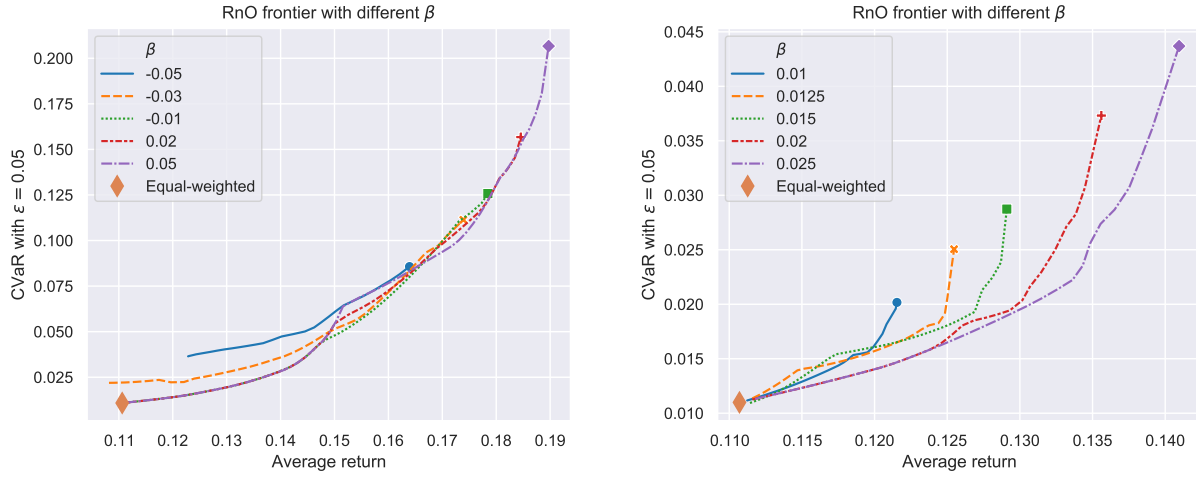 RnO frontier with different β
CVaR with ε = 0.05
0.200
0.175
0.150
0.125
0.100
0.075
0.050
0.025
β
-0.05
-0.03
-0.01
0.02
0.05
Equal-weighted
0.11 0.12 0.13 0.14 0.15 0.16 0.17 0.18 0.19
Average return
RnO frontier with different β
CVaR with ε = 0.05
0.045
0.040
0.035
0.030
0.025
0.020
0.015
0.010
β
0.01
0.0125
0.015
0.02
0.025
Equal-weighted
0.110 0.115 0.120 0.125 0.130 0.135 0.140
Average return